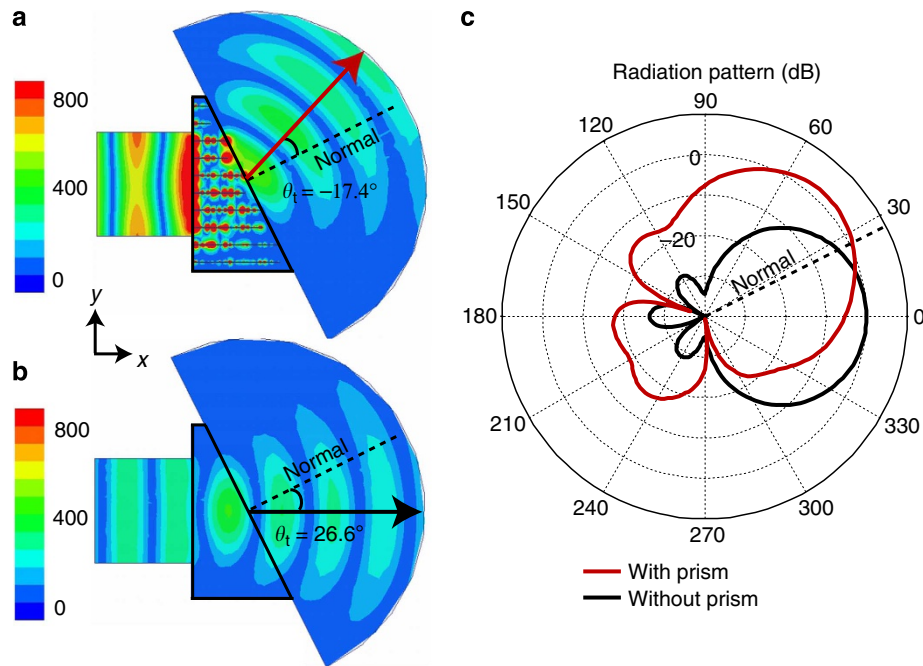 a
800
400
0
Normal
θt = −17.4°
y
x
b
800
400
0
Normal
θt = 26.6°
c
Radiation pattern (dB)
90
120
60
0
150
30
−20
Normal
180
0
210
330
240
300
270
With prism
Without prism